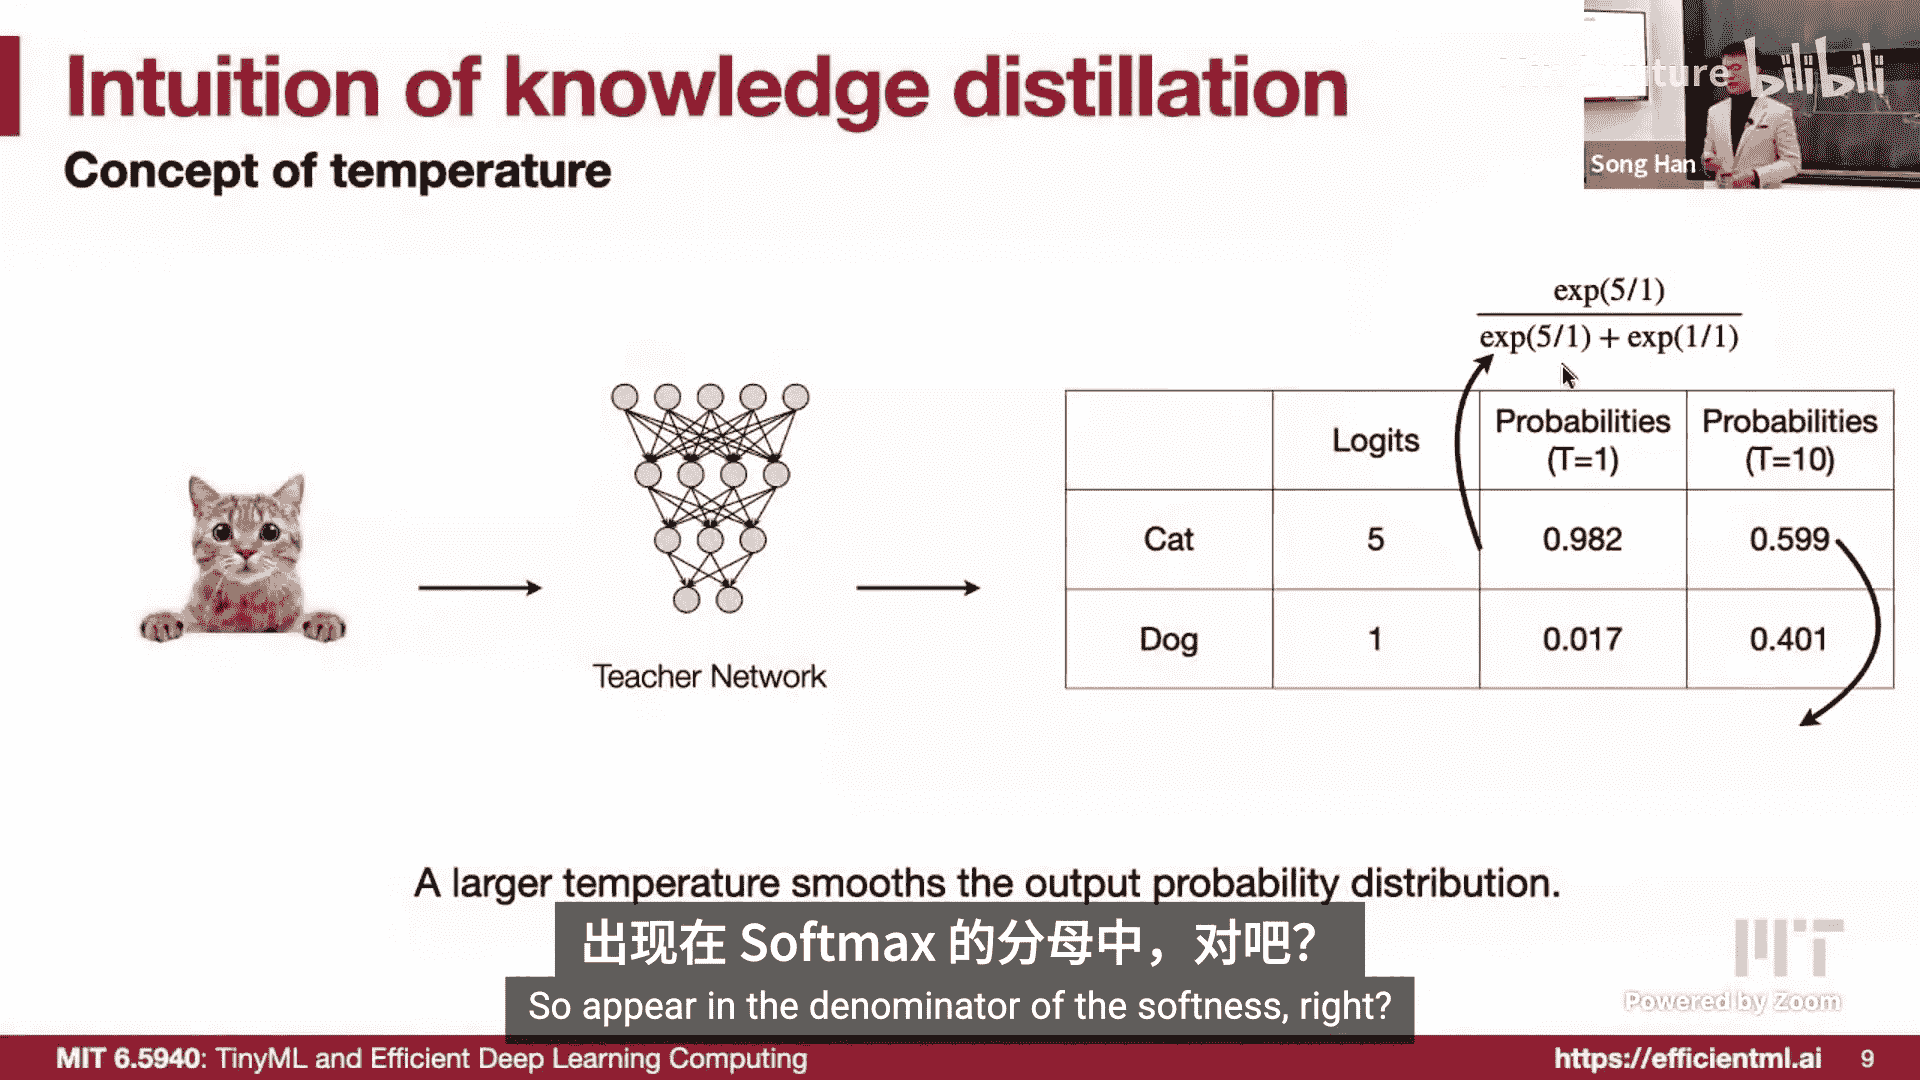 Intuition of knowledge distillation
Concept of temperature
bilibili
Song Han
exp(5/1)
exp(5/1) + exp(1/1)
Logits
Probabilities (T=1)
Probabilities (T=10)
Cat
5
0.982
0.599
Dog
1
0.017
0.401
Teacher Network
A larger temperature smooths the output probability distribution.
出现在 Softmax 的分母中，对吧？
So appear in the denominator of the softness, right?
MIT
Powered by Zoom
MIT 6.5940: TinyML and Efficient Deep Learning Computing
https://efficientml.ai
9